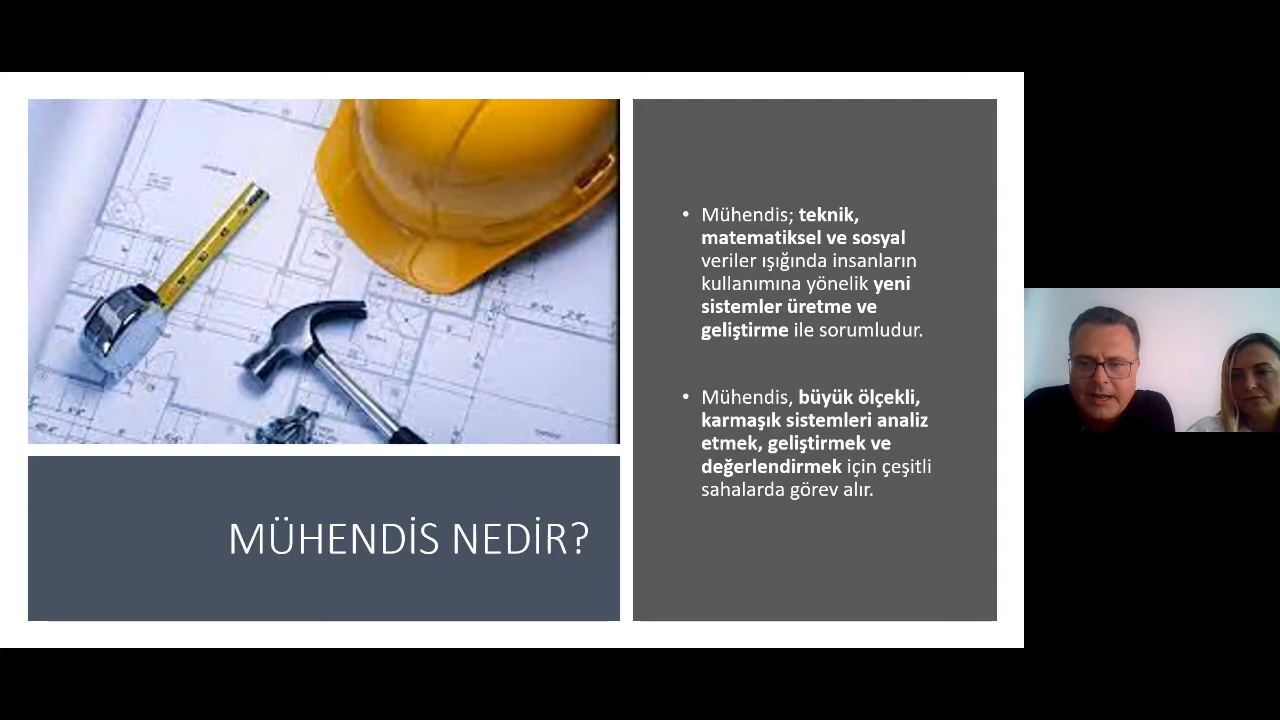 • Mühendis; teknik,
matematiksel ve sosyal
veriler ışığında insanların
kullanımına yönelik yeni
sistemler üretme ve
geliştirme ile sorumludur.
• Mühendis, büyük ölçekli,
karmaşık sistemleri analiz
etmek, geliştirmek ve
değerlendirmek için çeşitli
sahalarda görev alır.
MÜHENDİS NEDİR?